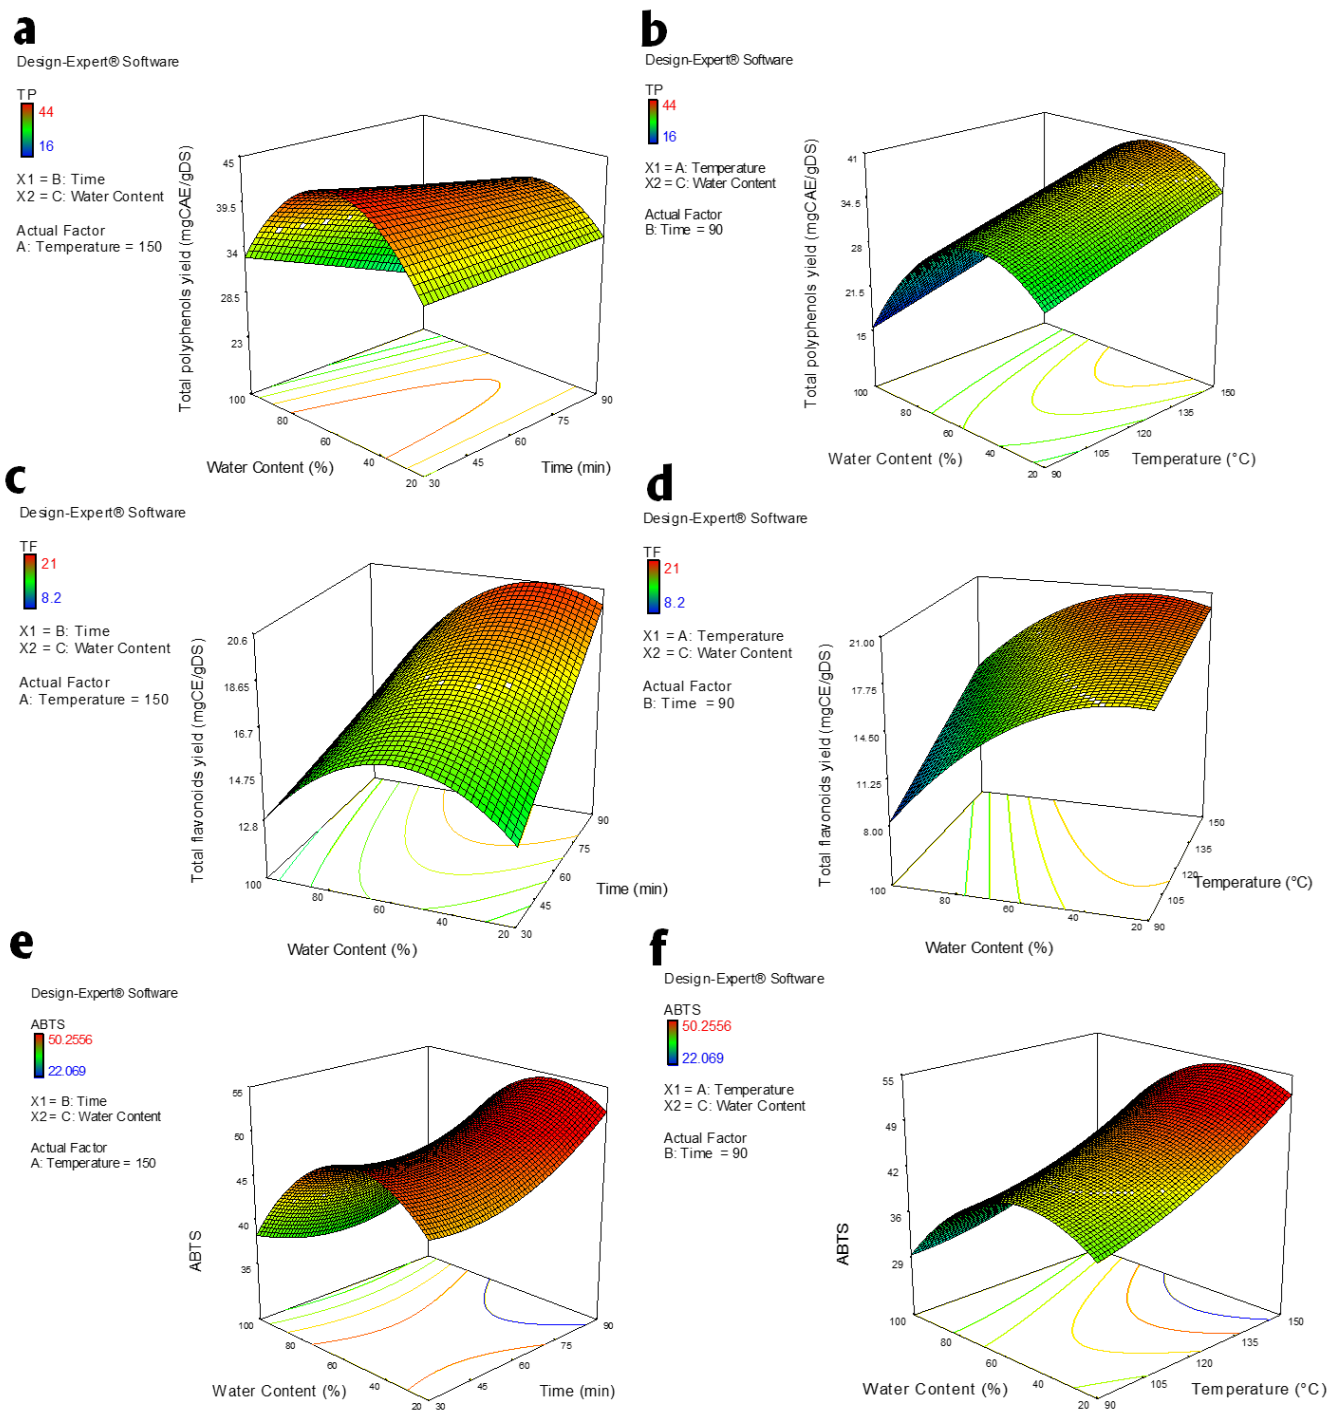 a
Design-Expert® Software
TP
44
16
X1 = B: Time
X2 = C: Water Content
Actual Factor
A: Temperature = 150
Total polyphenols yield (mgCAE/gDS)
45
39.5
34
28.5
23
100
80
60
40
20
Water Content (%)
30
45
60
75
90
Time (min)
b
Design-Expert® Software
TP
44
16
X1 = A: Temperature
X2 = C: Water Content
Actual Factor
B: Time = 90
Total polyphenols yield (mgCAE/gDS)
41
34.5
28
21.5
15
100
80
60
40
20
Water Content (%)
90
105
120
135
150
Temperature (°C)
c
Design-Expert® Software
TF
21
8.2
X1 = B: Time
X2 = C: Water Content
Actual Factor
A: Temperature = 150
Total flavonoids yield (mgCE/gDS)
20.6
18.65
16.7
14.75
12.8
100
80
60
40
20
Water Content (%)
30
45
60
75
90
Time (min)
d
Design-Expert® Software
TF
21
8.2
X1 = A: Temperature
X2 = C: Water Content
Actual Factor
B: Time = 90
Total flavonoids yield (mgCE/gDS)
21.00
17.75
14.50
11.25
8.00
100
80
60
40
20
Water Content (%)
90
105
120
135
150
Temperature (°C)
e
Design-Expert® Software
ABTS
50.2556
22.069
X1 = B: Time
X2 = C: Water Content
Actual Factor
A: Temperature = 150
ABTS
55
50
45
40
35
100
80
60
40
20
Water Content (%)
30
45
60
75
90
Time (min)
f
Design-Expert® Software
ABTS
50.2556
22.069
X1 = A: Temperature
X2 = C: Water Content
Actual Factor
B: Time = 90
ABTS
55
49
42
36
29
100
80
60
40
20
Water Content (%)
90
105
120
135
150
Temperature (°C)